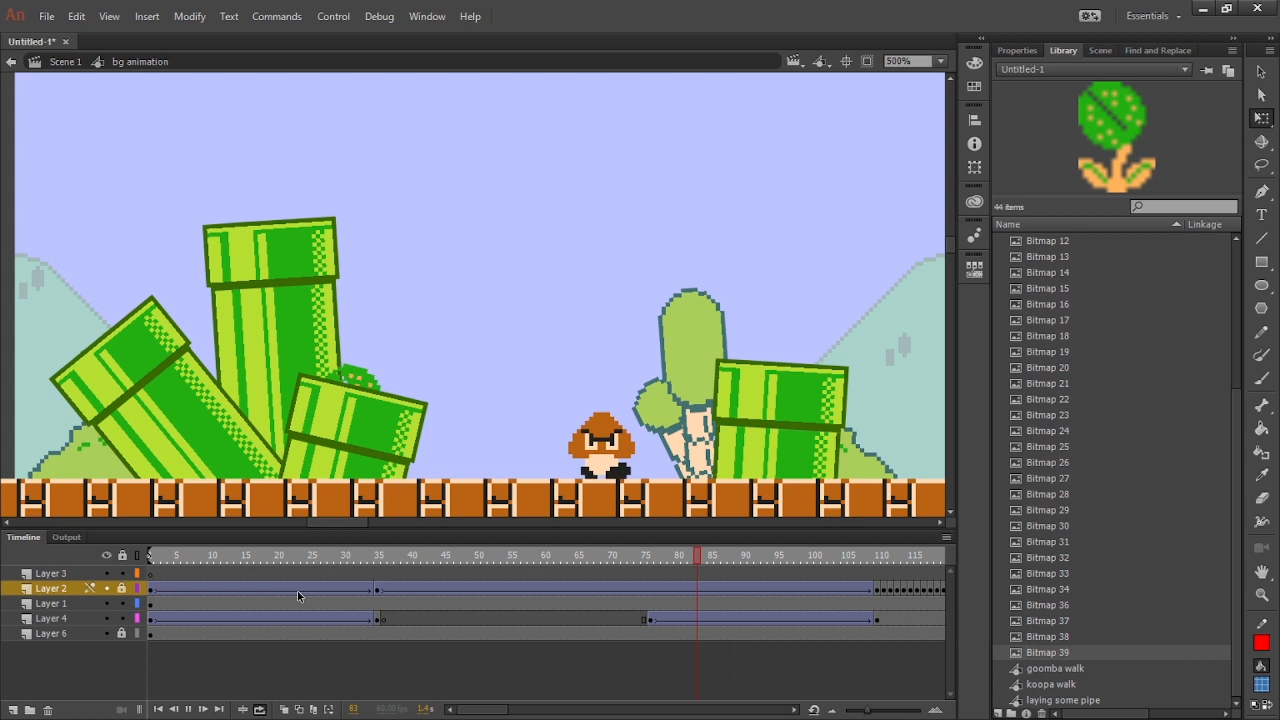 An File Edit View Insert Modify Text Commands Control Debug Window Help Essentials
Untitled-1* ×
Scene 1 bg animation 500%
Properties Library Scene Find and Replace
Untitled-1
44 items
Name Linkage
Bitmap 12
Bitmap 13
Bitmap 14
Bitmap 15
Bitmap 16
Bitmap 17
Bitmap 18
Bitmap 19
Bitmap 20
Bitmap 21
Bitmap 22
Bitmap 23
Bitmap 24
Bitmap 25
Bitmap 26
Bitmap 27
Bitmap 28
Bitmap 29
Bitmap 30
Bitmap 31
Bitmap 32
Bitmap 33
Bitmap 34
Bitmap 36
Bitmap 37
Bitmap 38
Bitmap 39
goomba walk
koopa walk
laying some pipe
Timeline Output
5 10 15 20 25 30 35 40 45 50 55 60 65 70 75 80 85 90 95 100 105 110 115
Layer 3
Layer 2
Layer 1
Layer 4
Layer 6
83 60.00 fps 1.4 s